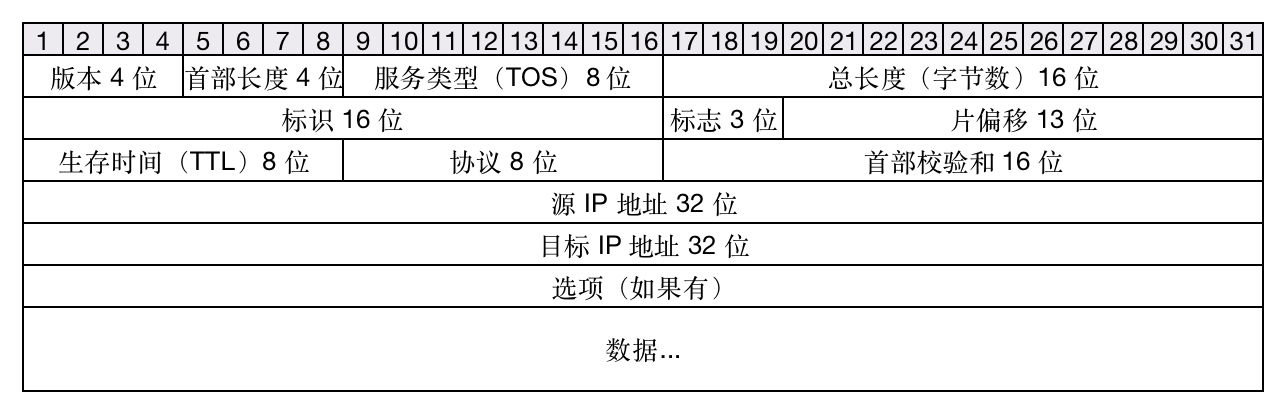 1 2 3 4 5 6 7 8 9 10 11 12 13 14 15 16 17 18 19 20 21 22 23 24 25 26 27 28 29 30 31
版本 4 位 首部长度 4 位 服务类型（TOS）8 位 总长度（字节数）16 位
标识 16 位 标志 3 位 片偏移 13 位
生存时间（TTL）8 位 协议 8 位 首部校验和 16 位
源 IP 地址 32 位
目标 IP 地址 32 位
选项（如果有）
数据...